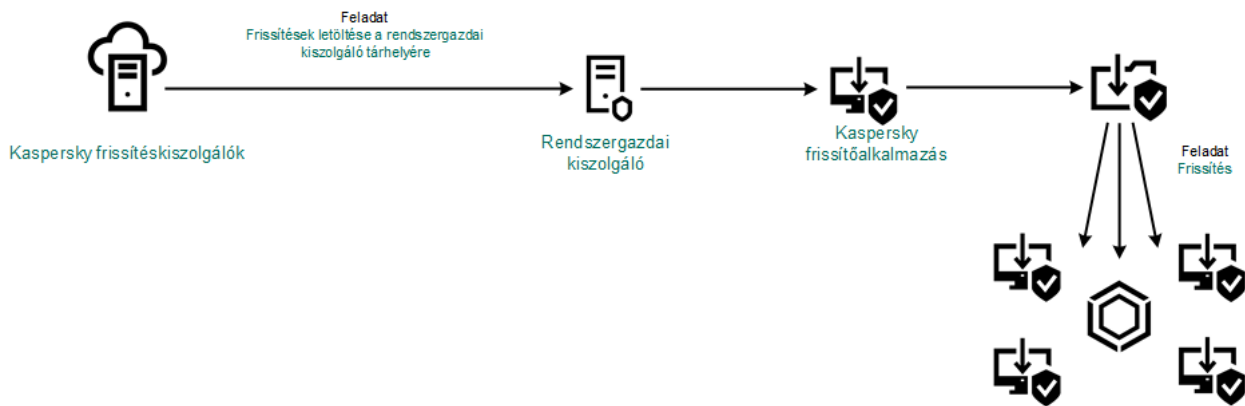 Feladat
Frissítések letöltése a rendszergazdai
kiszolgáló tárhelyére
Kaspersky frissítéskiszolgálók
Rendszergazdai
kiszolgáló
Kaspersky
frissítőalkalmazás
Feladat
Frissítés